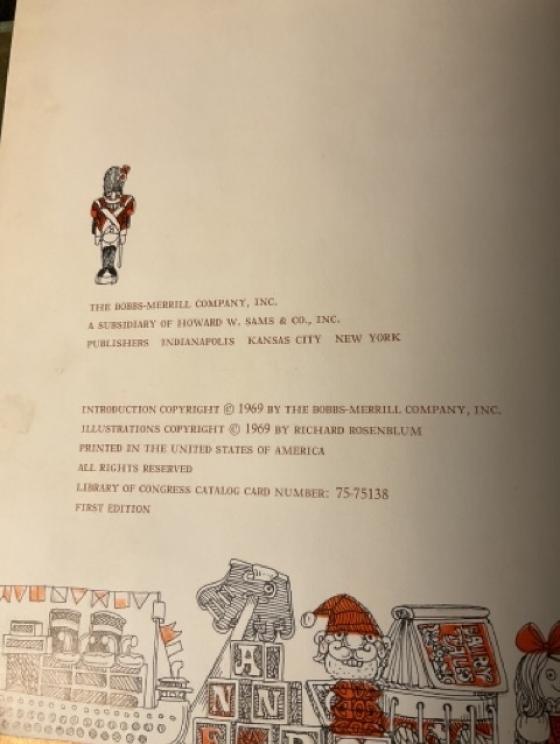 THE BOBBS-MERRILL COMPANY, INC.
A SUBSIDIARY OF HOWARD W. SAMS & CO., INC.
PUBLISHERS INDIANAPOLIS KANSAS CITY NEW YORK
INTRODUCTION COPYRIGHT © 1969 BY THE BOBBS-MERRILL COMPANY, INC.
ILLUSTRATIONS COPYRIGHT © 1969 BY RICHARD ROSENBLUM
PRINTED IN THE UNITED STATES OF AMERICA
ALL RIGHTS RESERVED
LIBRARY OF CONGRESS CATALOG CARD NUMBER: 75-75138
FIRST EDITION
A
N N